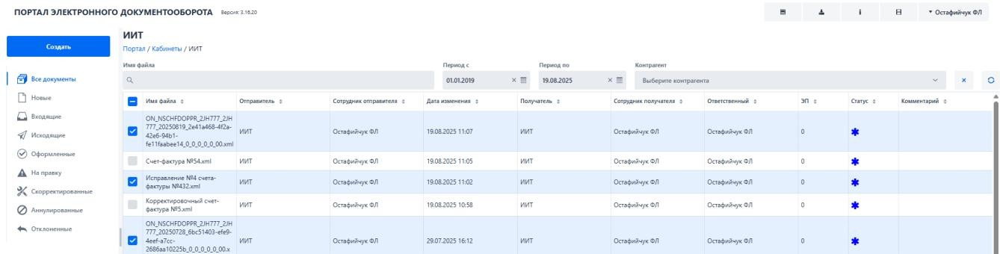 ПОРТАЛ ЭЛЕКТРОННОГО ДОКУМЕНТООБОРОТА Версия: 3.16.20
Остафийчук ФЛ
Создать
Все документы
Новые
Входящие
Исходящие
Оформленные
На правку
Скорректированные
Аннулированные
Отклоненные
ИИТ
Портал / Кабинеты / ИИТ
Имя файла Период с Период по Контрагент
01.01.2019 19.08.2025 Выберите контрагента
Имя файла Отправитель Сотрудник отправителя Дата изменения Получатель Сотрудник получателя Ответственный ЭП Статус Комментарий
ON_NSCHFDOPPR_2JH777_2JH
777_20250819_2e41a468-4f2a-
42e6-94b1-
fe11faabee14_0_0_0_0_0_00.xml
ИИТ Остафийчук ФЛ 19.08.2025 11:07 ИИТ Остафийчук ФЛ Остафийчук ФЛ 0
Счет-фактура №54.xml ИИТ Остафийчук ФЛ 19.08.2025 11:05 ИИТ Остафийчук ФЛ Остафийчук ФЛ 0
Исправление №4 счета-
фактуры №432.xml
ИИТ Остафийчук ФЛ 19.08.2025 11:02 ИИТ Остафийчук ФЛ Остафийчук ФЛ 0
Корректировочный счет-
фактура №5.xml
ИИТ Остафийчук ФЛ 19.08.2025 10:58 ИИТ Остафийчук ФЛ Остафийчук ФЛ 0
ON_NSCHFDOPPR_2JH777_2JH
777_20250728_6bc51403-efe9-
4eef-a7cc-
2686aa10225b_0_0_0_0_0_00.x
ИИТ Остафийчук ФЛ 29.07.2025 16:12 ИИТ Остафийчук ФЛ Остафийчук ФЛ 0